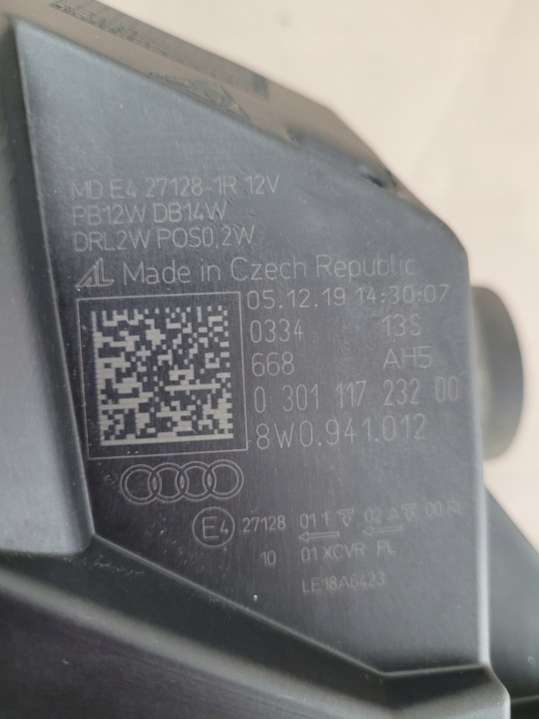 MD E4 27128-1R 12V
PB12W DB14W
DRL2W POS0,2W
AL Made in Czech Republic
05.12.19 14:30:07
0334 13S
668 AH5
0 301 117 232 00
8W0.941.012
E4 27128 01 1 02 A 00 RL
10 01 XCVR PL
LE18A6423